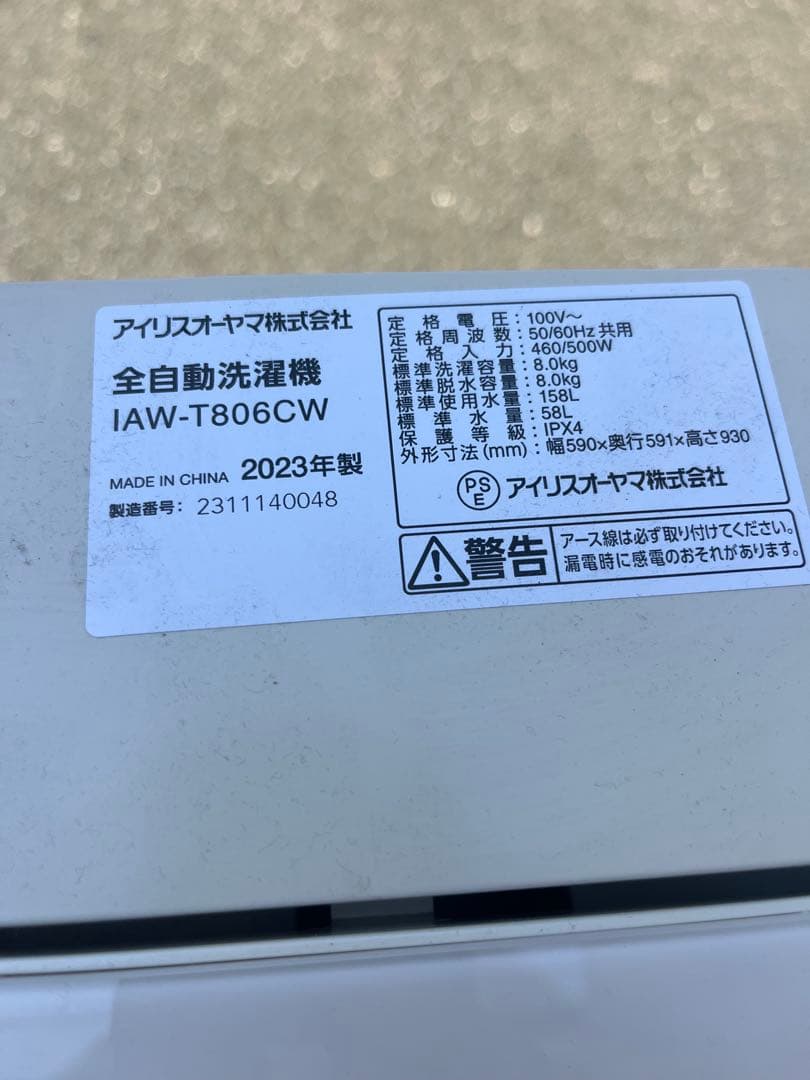 アイリスオーヤマ株式会社
全自動洗濯機
IAW-T806CW
MADE IN CHINA 2023年製
製造番号: 2311140048
定格電圧: 100V～
定格周波数: 50/60Hz共用
定格入力: 460/500W
標準洗濯容量: 8.0kg
標準脱水容量: 8.0kg
標準使用水量: 158L
標準水量: 58L
保護等級: IPX4
外形寸法(mm): 幅590×奥行591×高さ930
PSE アイリスオーヤマ株式会社
警告
アース線は必ず取り付けてください。
漏電時に感電のおそれがあります。